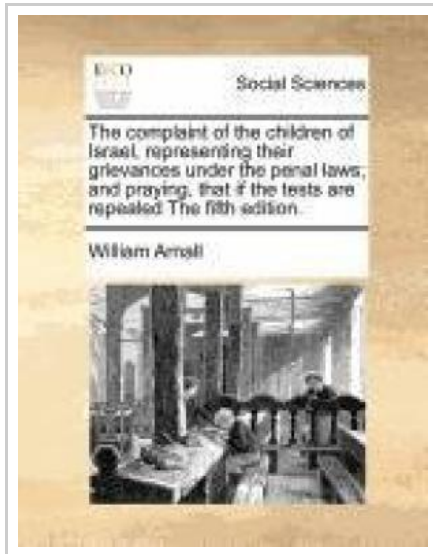 ECCO
Social Sciences
The complaint of the children of
Israel, representing their
grievances under the penal laws;
and praying, that if the tests are
repealed The fifth edition.
William Arnall